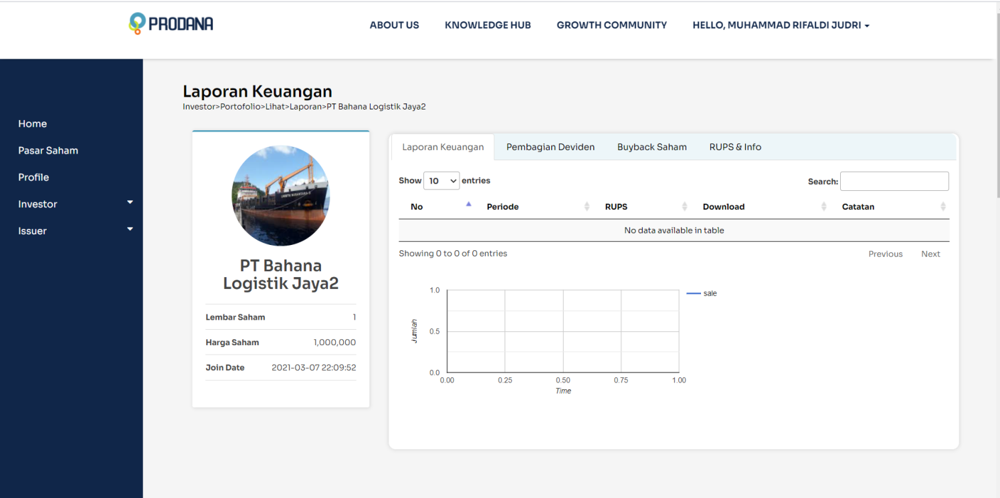 PRODANA
ABOUT US KNOWLEDGE HUB GROWTH COMMUNITY HELLO, MUHAMMAD RIFALDI JUDRI
Home
Pasar Saham
Profile
Investor
Issuer
Laporan Keuangan
Investor>Portofolio>Lihat>Laporan>PT Bahana Logistik Jaya2
PT Bahana
Logistik Jaya2
Lembar Saham 1
Harga Saham 1,000,000
Join Date 2021-03-07 22:09:52
Laporan Keuangan Pembagian Deviden Buyback Saham RUPS & Info
Show 10 entries Search:
No Periode RUPS Download Catatan
No data available in table
Showing 0 to 0 of 0 entries Previous Next
1.0
0.5
0.0
Jumlah
0.00 0.25 0.50 0.75 1.00
Time
sale